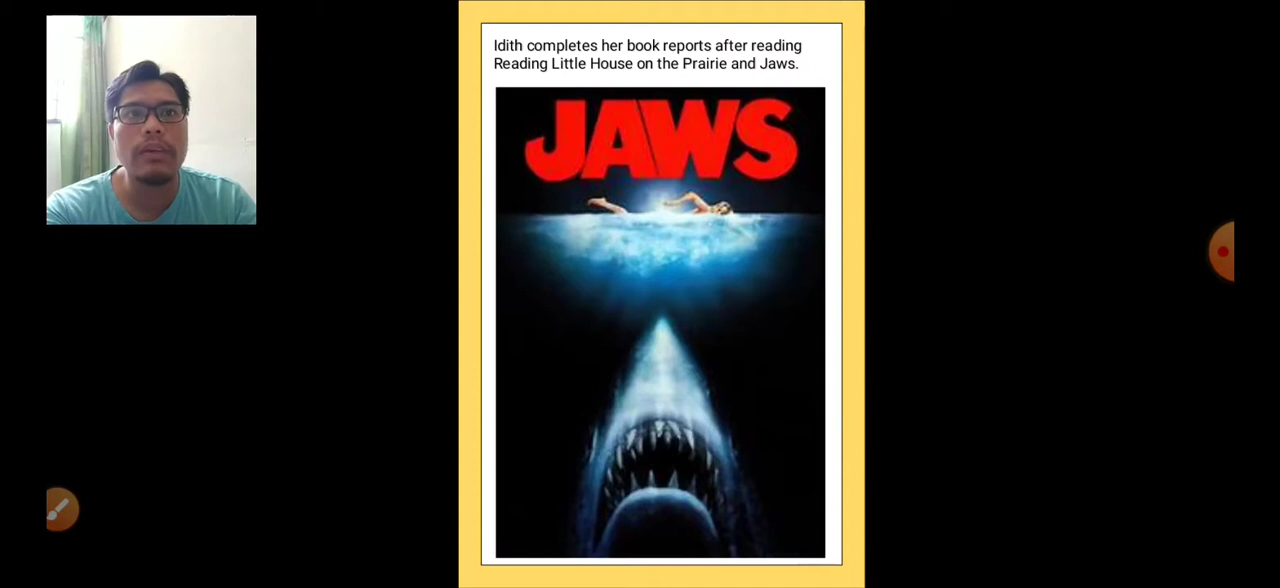 Idith completes her book reports after reading
Reading Little House on the Prairie and Jaws.
JAWS